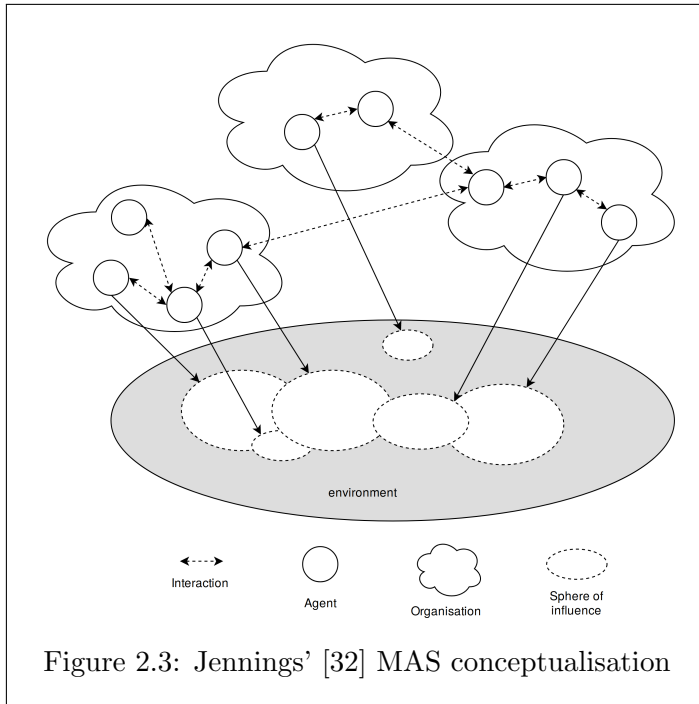 environment
Interaction
Agent
Organisation
Sphere of
influence
Figure 2.3: Jennings' [32] MAS conceptualisation